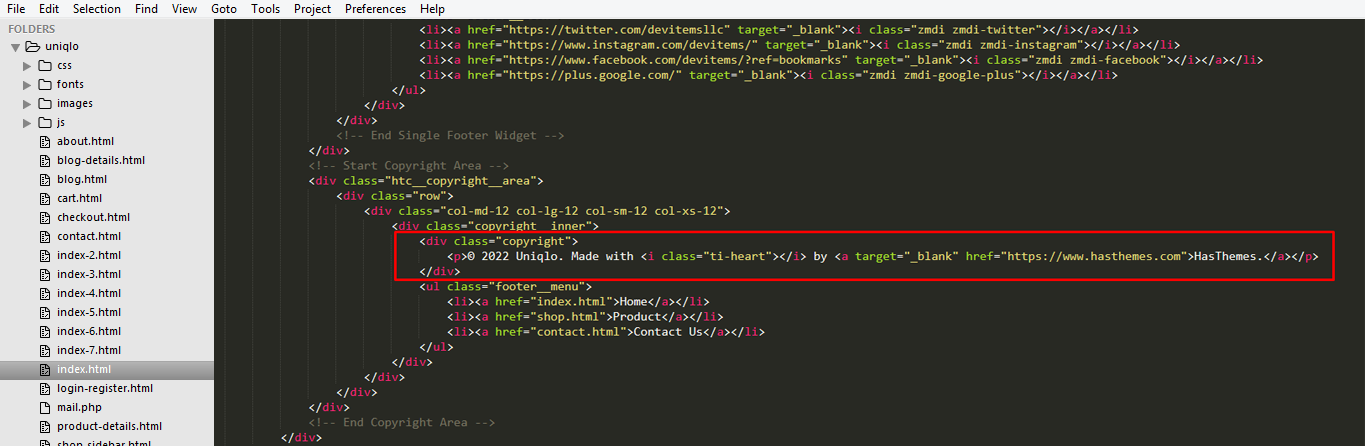 File Edit Selection Find View Goto Tools Project Preferences Help
FOLDERS
uniqlo
css
fonts
images
js
about.html
blog-details.html
blog.html
cart.html
checkout.html
contact.html
index-2.html
index-3.html
index-4.html
index-5.html
index-6.html
index-7.html
index.html
login-register.html
mail.php
product-details.html
shop-sidebar.html
<li><a href="https://twitter.com/devitemsllc" target="_blank"><i class="zmdi zmdi-twitter"></i></a></li>
<li><a href="https://www.instagram.com/devitems/" target="_blank"><i class="zmdi zmdi-instagram"></i></a></li>
<li><a href="https://www.facebook.com/devitems/?ref=bookmarks" target="_blank"><i class="zmdi zmdi-facebook"></i></a></li>
<li><a href="https://plus.google.com/" target="_blank"><i class="zmdi zmdi-google-plus"></i></a></li>
</ul>
</div>
</div>
<!-- End Single Footer Widget -->
</div>
<!-- Start Copyright Area -->
<div class="htc__copyright__area">
<div class="row">
<div class="col-md-12 col-lg-12 col-sm-12 col-xs-12">
<div class="copyright__inner">
<div class="copyright">
<p>© 2022 Uniqlo. Made with <i class="ti-heart"></i> by <a target="_blank" href="https://www.hasthemes.com">HasThemes.</a></p>
</div>
<ul class="footer__menu">
<li><a href="index.html">Home</a></li>
<li><a href="shop.html">Product</a></li>
<li><a href="contact.html">Contact Us</a></li>
</ul>
</div>
</div>
</div>
</div>
<!-- End Copyright Area -->
</div>